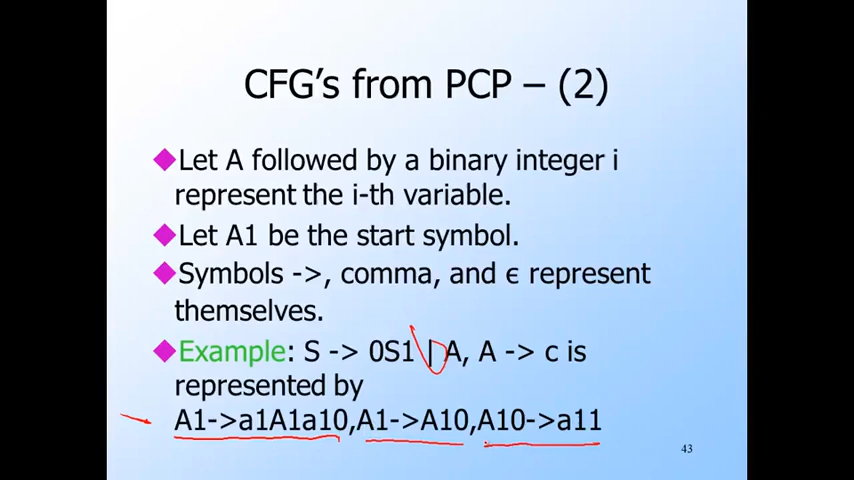 CFG's from PCP – (2)
◆Let A followed by a binary integer i
represent the i-th variable.
◆Let A1 be the start symbol.
◆Symbols ->, comma, and ϵ represent
themselves.
◆Example: S -> 0S1 | A, A -> c is
represented by
A1->a1A1a10,A1->A10,A10->a11
43